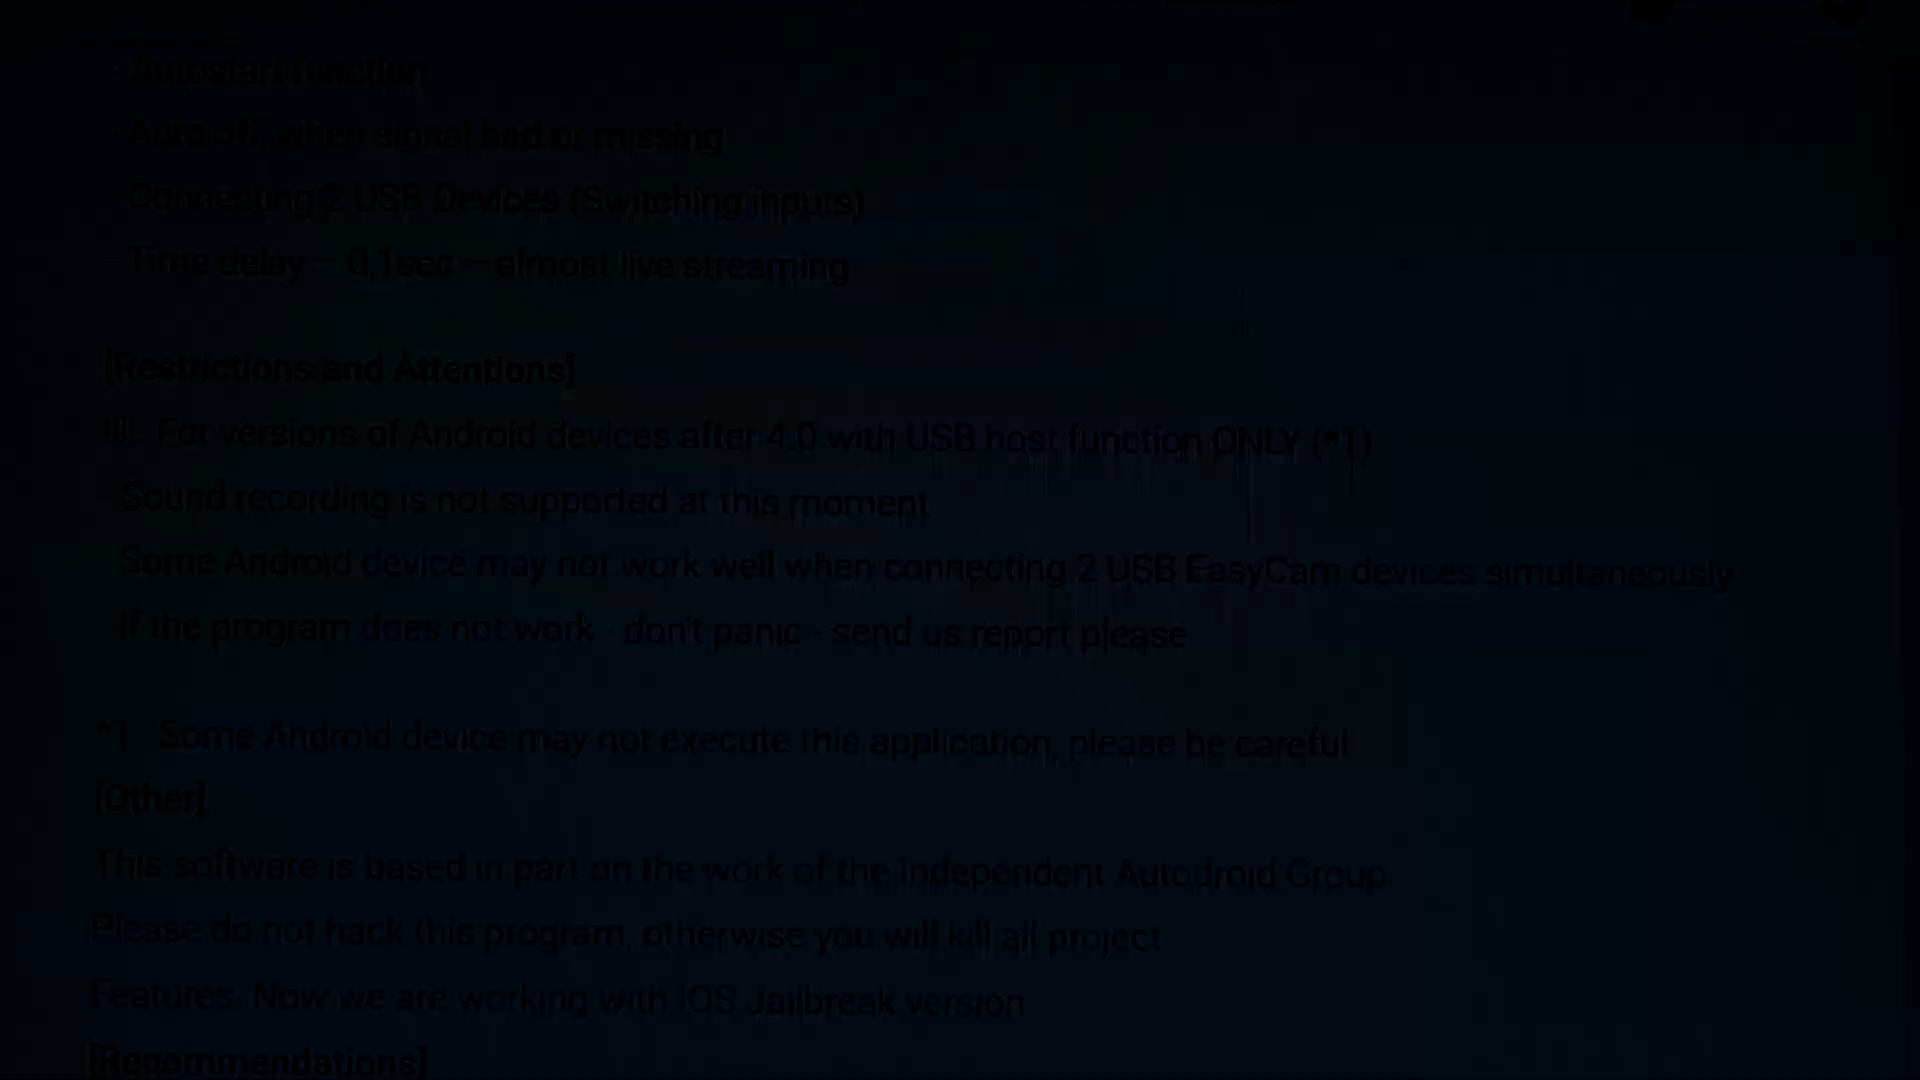 - Autostart function
- Auto off, when signal bad or missing
- Connecting 2 USB Devices (Switching inputs)
- Time delay – 0,1sec – almost live streaming
[Restrictions and Attentions]
!!!!- For versions of Android devices after 4.0 with USB host function ONLY (*1)
- Sound recording is not supported at this moment
Some Android device may not work well when connecting 2 USB EasyCam devices simultaneously
If the program does not work - don't panic - send us report please
*1 Some Android device may not execute this application, please be careful
[Other]
This software is based in part on the work of the Independent Autodroid Group
Please do not hack this program, otherwise you will kill all project
Features. Now we are working with IOS Jailbreak version
[Recommendations]